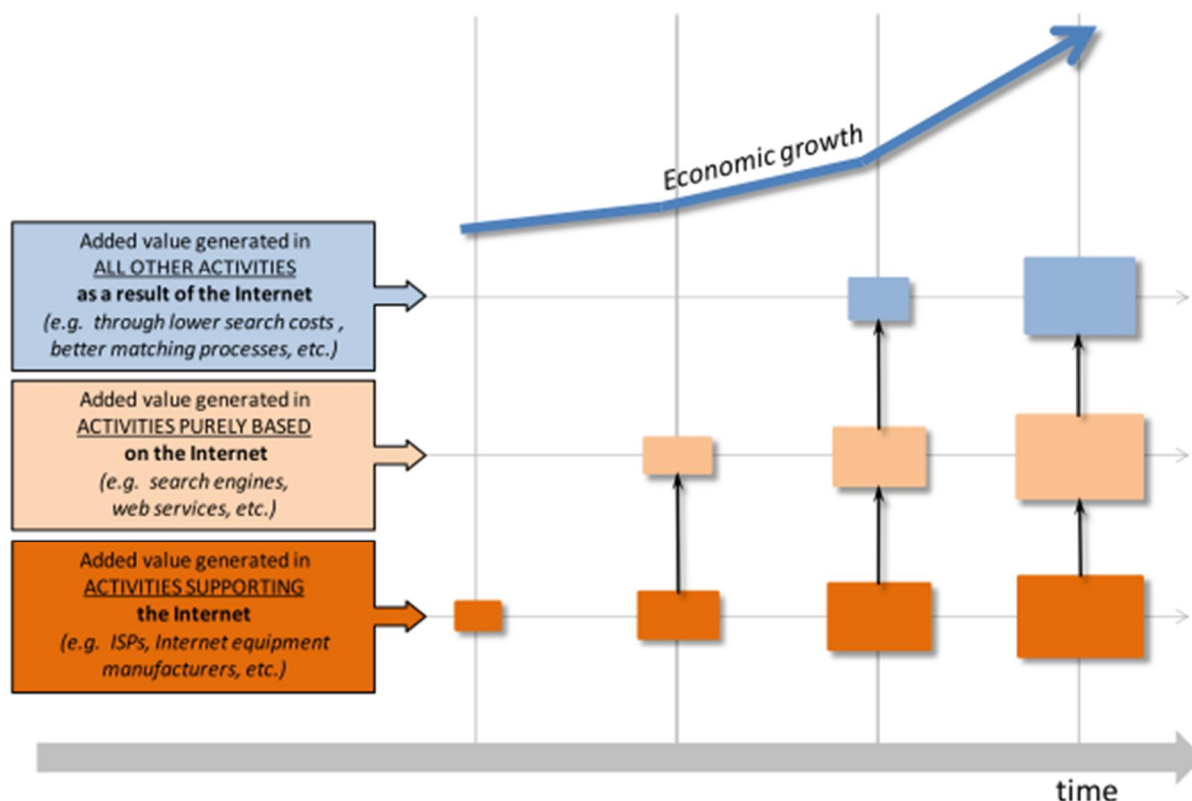 Economic growth
Added value generated in
ALL OTHER ACTIVITIES
as a result of the Internet
(e.g. through lower search costs ,
better matching processes, etc.)
Added value generated in
ACTIVITIES PURELY BASED
on the Internet
(e.g. search engines,
web services, etc.)
Added value generated in
ACTIVITIES SUPPORTING
the Internet
(e.g. ISPs, Internet equipment
manufacturers, etc.)
time